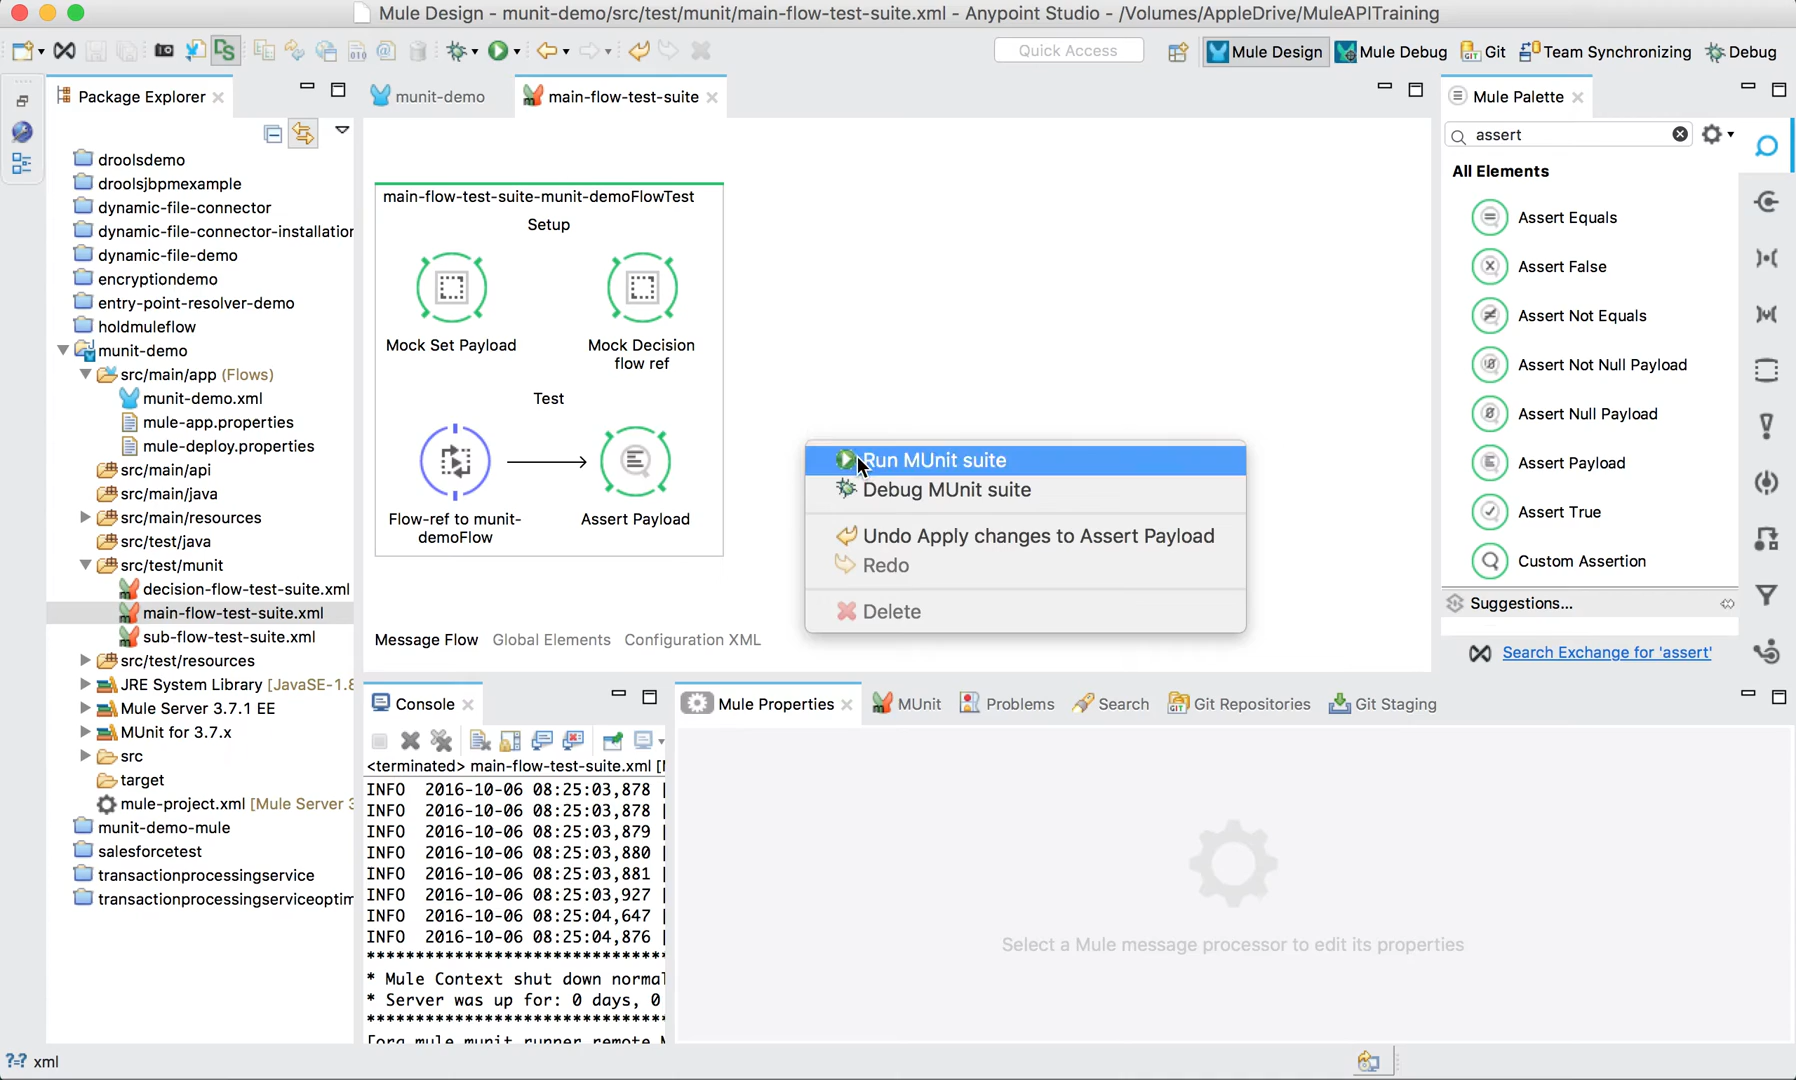 Mule Design - munit-demo/src/test/munit/main-flow-test-suite.xml - Anypoint Studio - /Volumes/AppleDrive/MuleAPITraining
Quick Access
Mule Design
Mule Debug
Git
Team Synchronizing
Debug
Package Explorer
droolsdemo
droolsjbpmexample
dynamic-file-connector
dynamic-file-connector-installation
dynamic-file-demo
encryptiondemo
entry-point-resolver-demo
holdmuleflow
munit-demo
src/main/app (Flows)
munit-demo.xml
mule-app.properties
mule-deploy.properties
src/main/api
src/main/java
src/main/resources
src/test/java
src/test/munit
decision-flow-test-suite.xml
main-flow-test-suite.xml
sub-flow-test-suite.xml
src/test/resources
JRE System Library [JavaSE-1.8
Mule Server 3.7.1 EE
MUnit for 3.7.x
src
target
mule-project.xml [Mule Server 3
munit-demo-mule
salesforcetest
transactionprocessingservice
transactionprocessingserviceoptim
munit-demo
main-flow-test-suite
main-flow-test-suite-munit-demoFlowTest
Setup
Mock Set Payload
Mock Decision
flow ref
Test
Flow-ref to munit-
demoFlow
Assert Payload
Run MUnit suite
Debug MUnit suite
Undo Apply changes to Assert Payload
Redo
Delete
Message Flow
Global Elements
Configuration XML
Mule Palette
assert
All Elements
Assert Equals
Assert False
Assert Not Equals
Assert Not Null Payload
Assert Null Payload
Assert Payload
Assert True
Custom Assertion
Suggestions...
Search Exchange for 'assert'
Console
<terminated> main-flow-test-suite.xml [
INFO 2016-10-06 08:25:03,878 |
INFO 2016-10-06 08:25:03,878 |
INFO 2016-10-06 08:25:03,879 |
INFO 2016-10-06 08:25:03,880 |
INFO 2016-10-06 08:25:03,881 |
INFO 2016-10-06 08:25:03,927 |
INFO 2016-10-06 08:25:04,647 |
INFO 2016-10-06 08:25:04,876 |
*****************************
* Mule Context shut down normal
* Server was up for: 0 days, 0
*****************************
[org mule munit runner remote
Mule Properties
MUnit
Problems
Search
Git Repositories
Git Staging
Select a Mule message processor to edit its properties
?-? xml